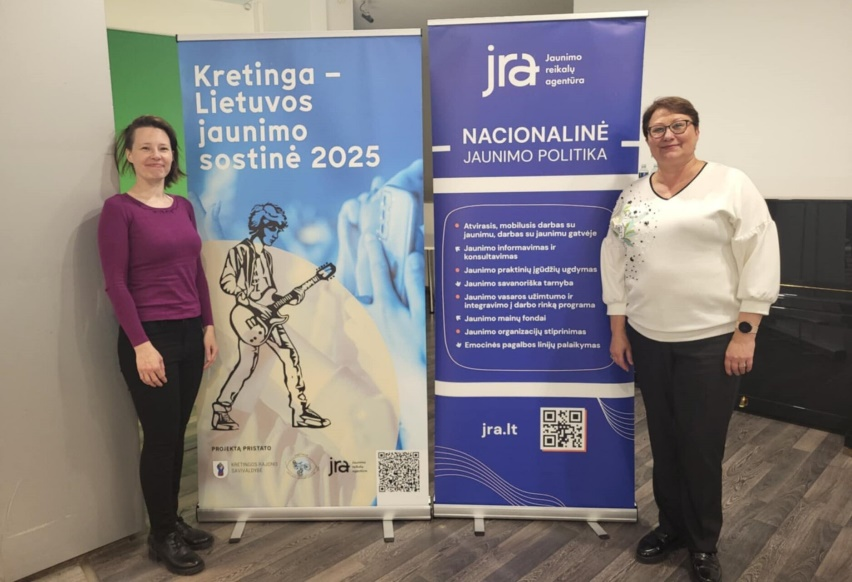 Kretinga –
Lietuvos
jaunimo
sostinė 2025
PROJEKTĄ PRISTATO
KRETINGOS RAJONO
SAVIVALDYBĖ
jra
Jaunimo
reikalų
agentūra
jra
Jaunimo
reikalų
agentūra
NACIONALINĖ
JAUNIMO POLITIKA
Atvirasis, mobilusis darbas su
jaunimu, darbas su jaunimu gatvėje
Jaunimo informavimas ir
konsultavimas
Jaunimo praktinių įgūdžių ugdymas
Jaunimo savanoriška tarnyba
Jaunimo vasaros užimtumo ir
integravimo į darbo rinką programa
Jaunimo mainų fondai
Jaunimo organizacijų stiprinimas
Emocinės pagalbos linijų palaikymas
jra.lt